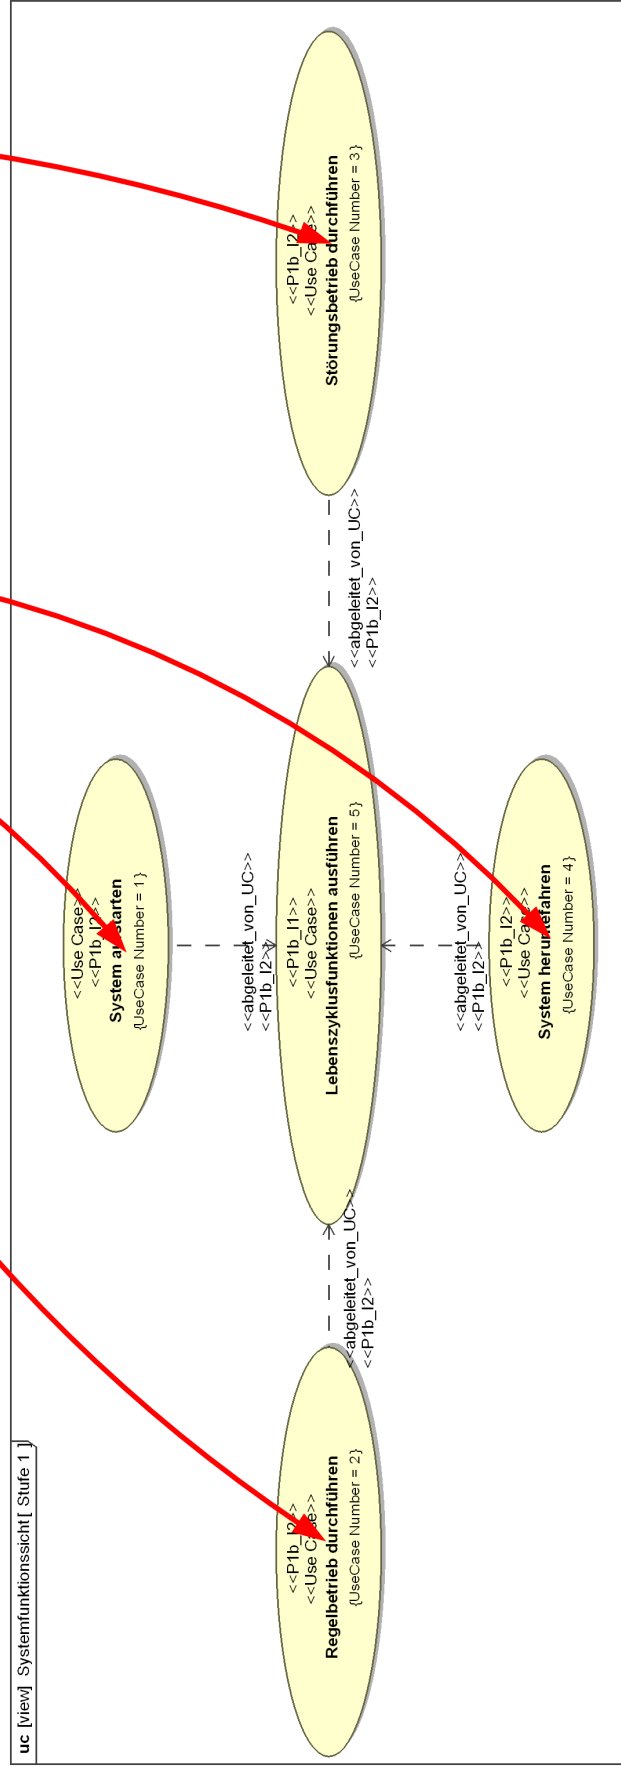 uc [view] Systemfunktionssicht[ Stufe 1 ]
<<Use Case>>
<<P1b_I2>>
System
{UseCase Number = 1}
<<abgeleitet_von_UC>>
<<P1b_I2>>
<<P1b_I2>>
<<Use Case>>
Regelbetrieb durchführen
{UseCase Number = 2}
<<abgeleitet_von_UC>>
<<P1b_I2>>
<<P1b_I1>>
<<Use Case>>
Lebenszyklusfunktionen ausführen
{UseCase Number = 5}
<<abgeleitet_von_UC>>
<<P1b_I2>>
<<P1b_I2>>
<<Use Case>>
Störungsbetrieb durchführen
{UseCase Number = 3}
<<abgeleitet_von_UC>>
<<P1b_I2>>
<<P1b_I2>>
<<Use Case>>
System herunterfahren
{UseCase Number = 4}